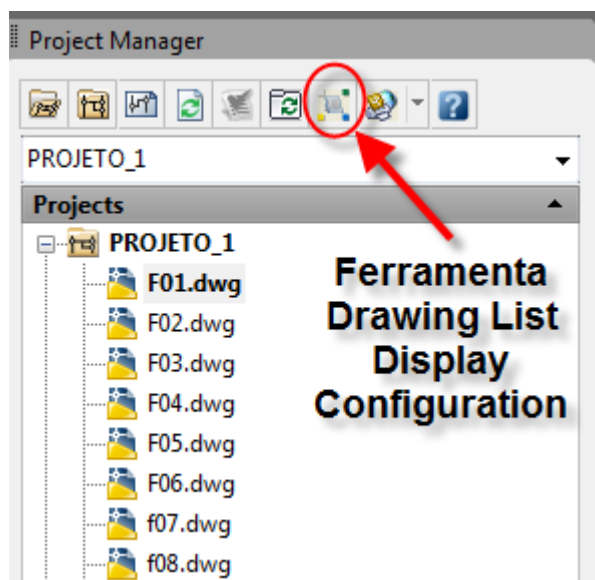 Project Manager
?
PROJETO_1
Projects
PROJETO_1
F01.dwg
F02.dwg
F03.dwg
F04.dwg
F05.dwg
F06.dwg
f07.dwg
f08.dwg
Ferramenta
Drawing List
Display
Configuration